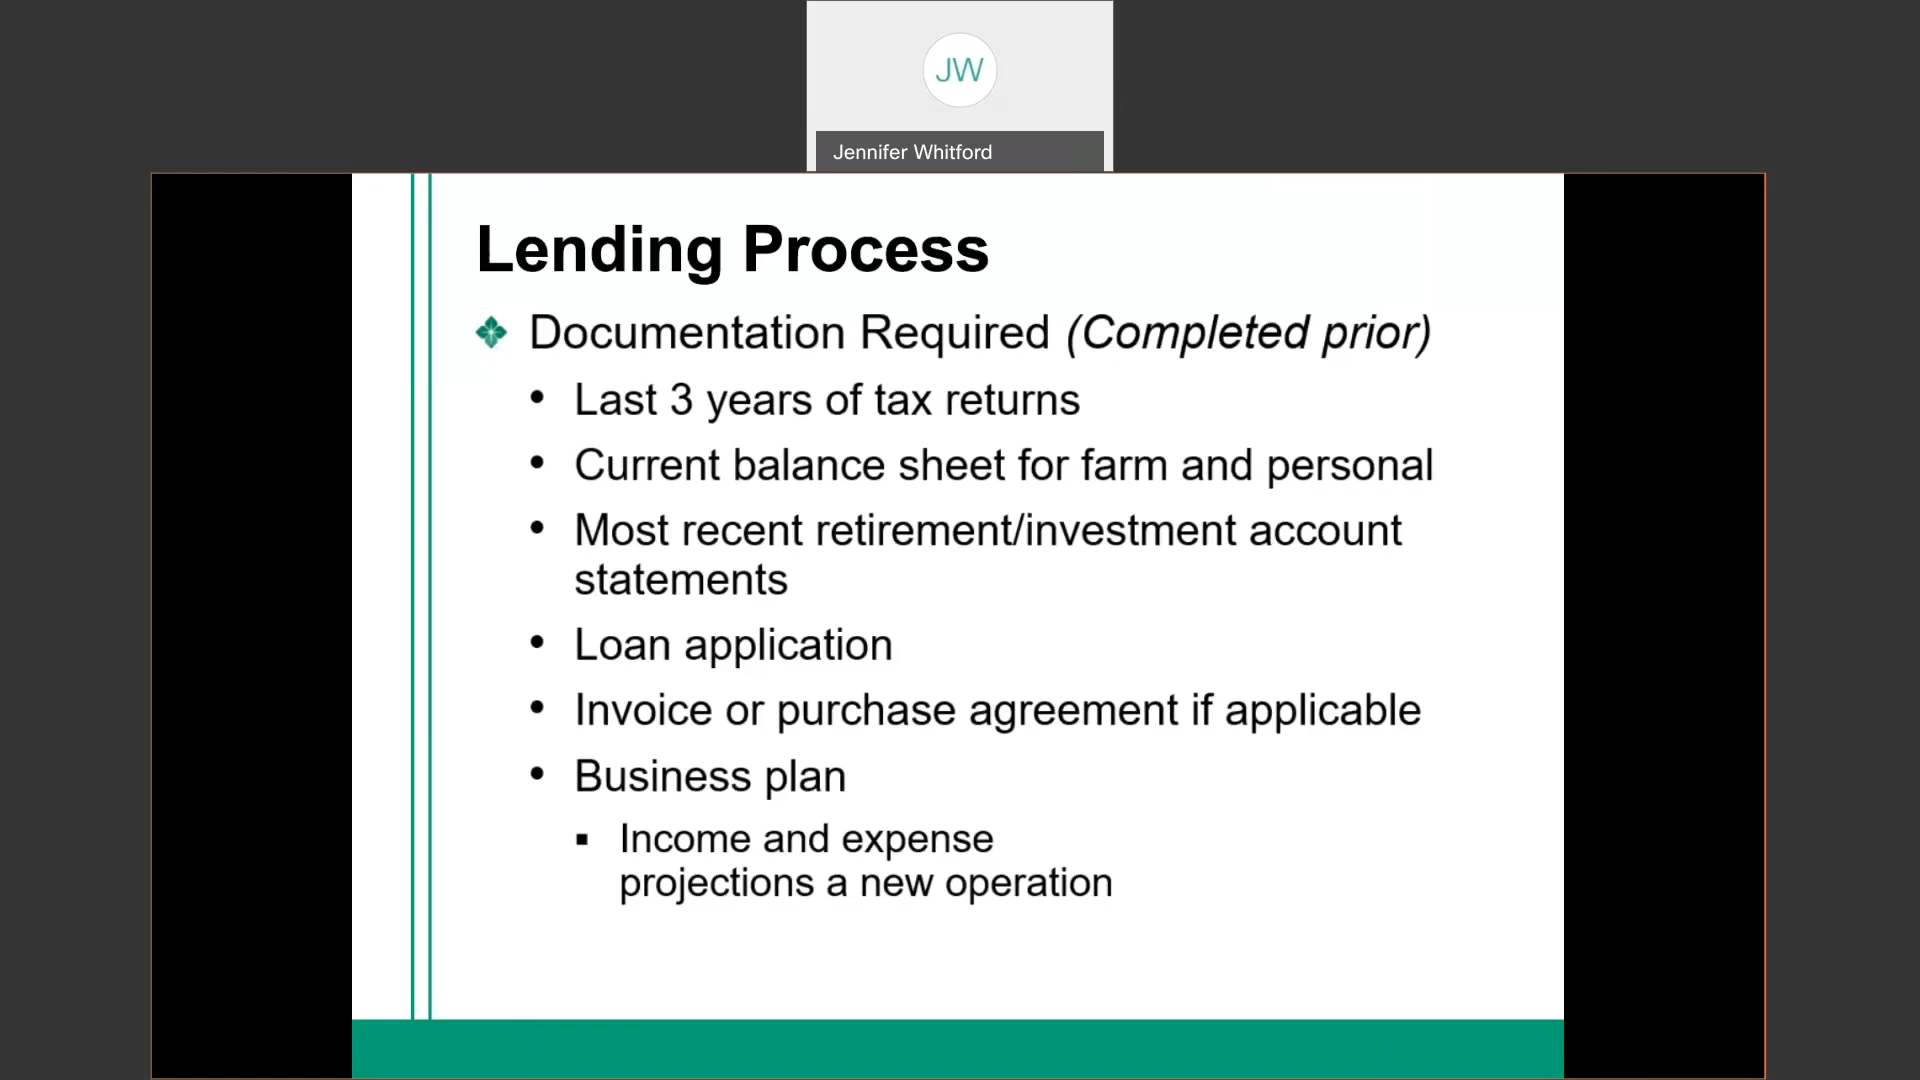 JW
Jennifer Whitford
Lending Process
Documentation Required (Completed prior)
• Last 3 years of tax returns
• Current balance sheet for farm and personal
• Most recent retirement/investment account
statements
• Loan application
• Invoice or purchase agreement if applicable
• Business plan
▪ Income and expense
projections a new operation